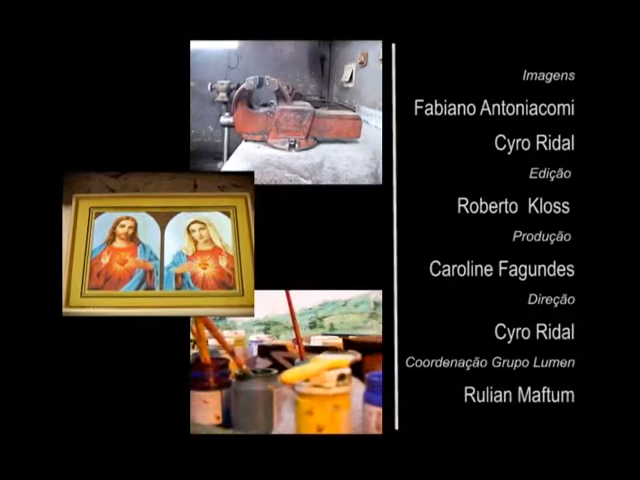 Imagens
Fabiano Antoniacomi
Cyro Ridal
Edição
Roberto Kloss
Produção
Caroline Fagundes
Direção
Cyro Ridal
Coordenação Grupo Lumen
Rulian Maftum